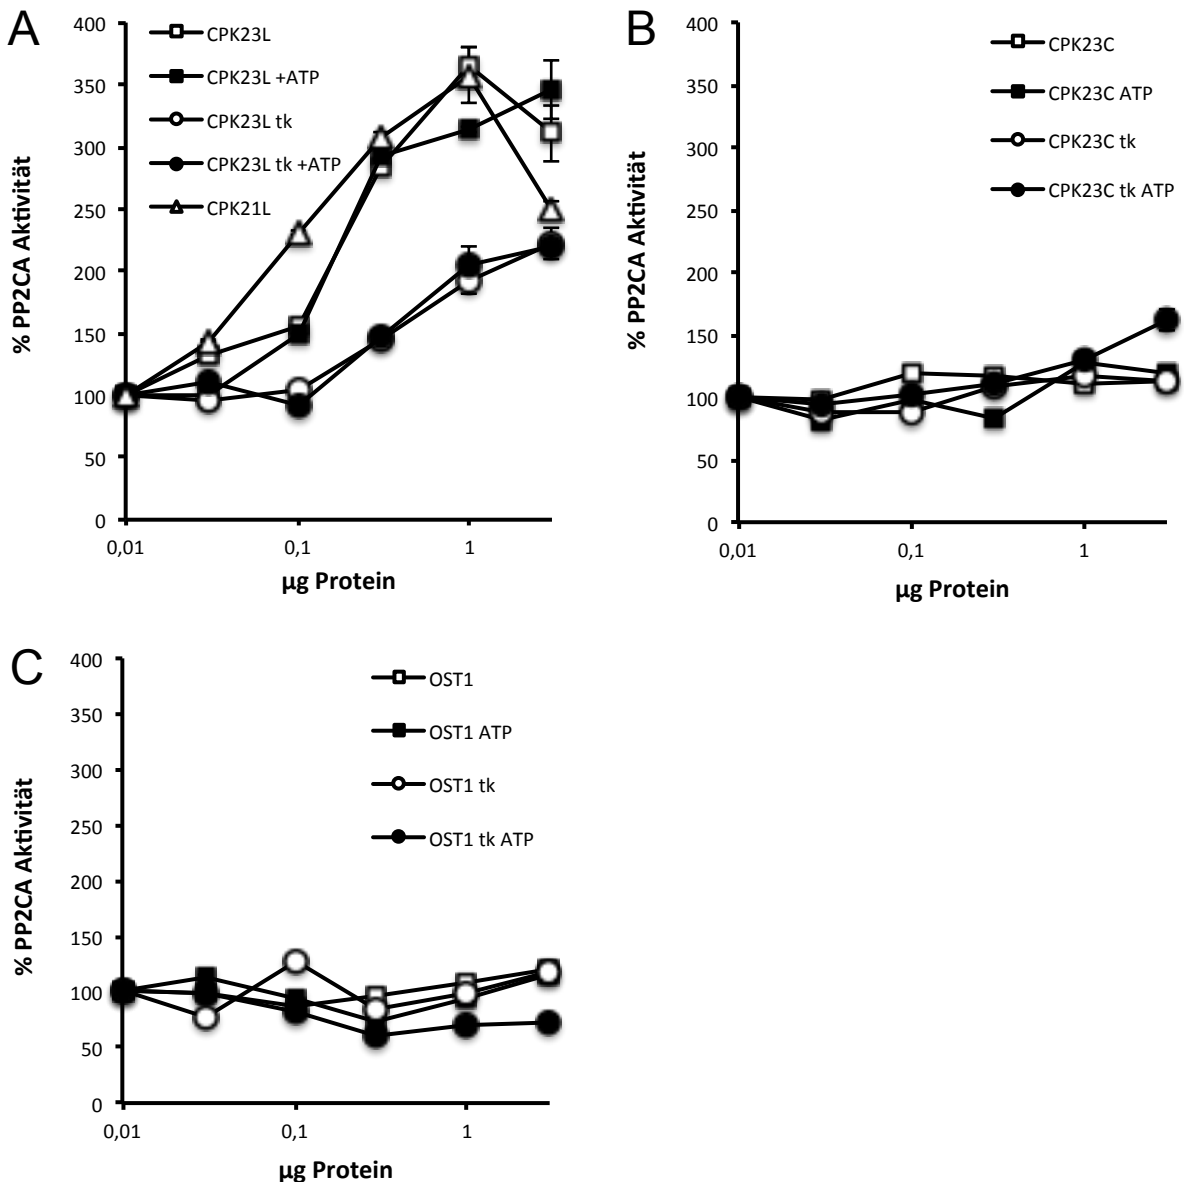 A
400
350
300
250
200
150
100
50
0
% PP2CA Aktivität
CPK23L
CPK23L +ATP
CPK23L tk
CPK23L tk +ATP
CPK21L
0,01 0,1 1
µg Protein
B
400
350
300
250
200
150
100
50
0
% PP2CA Aktivität
CPK23C
CPK23C ATP
CPK23C tk
CPK23C tk ATP
0,01 0,1 1
µg Protein
C
400
350
300
250
200
150
100
50
0
% PP2CA Aktivität
OST1
OST1 ATP
OST1 tk
OST1 tk ATP
0,01 0,1 1
µg Protein